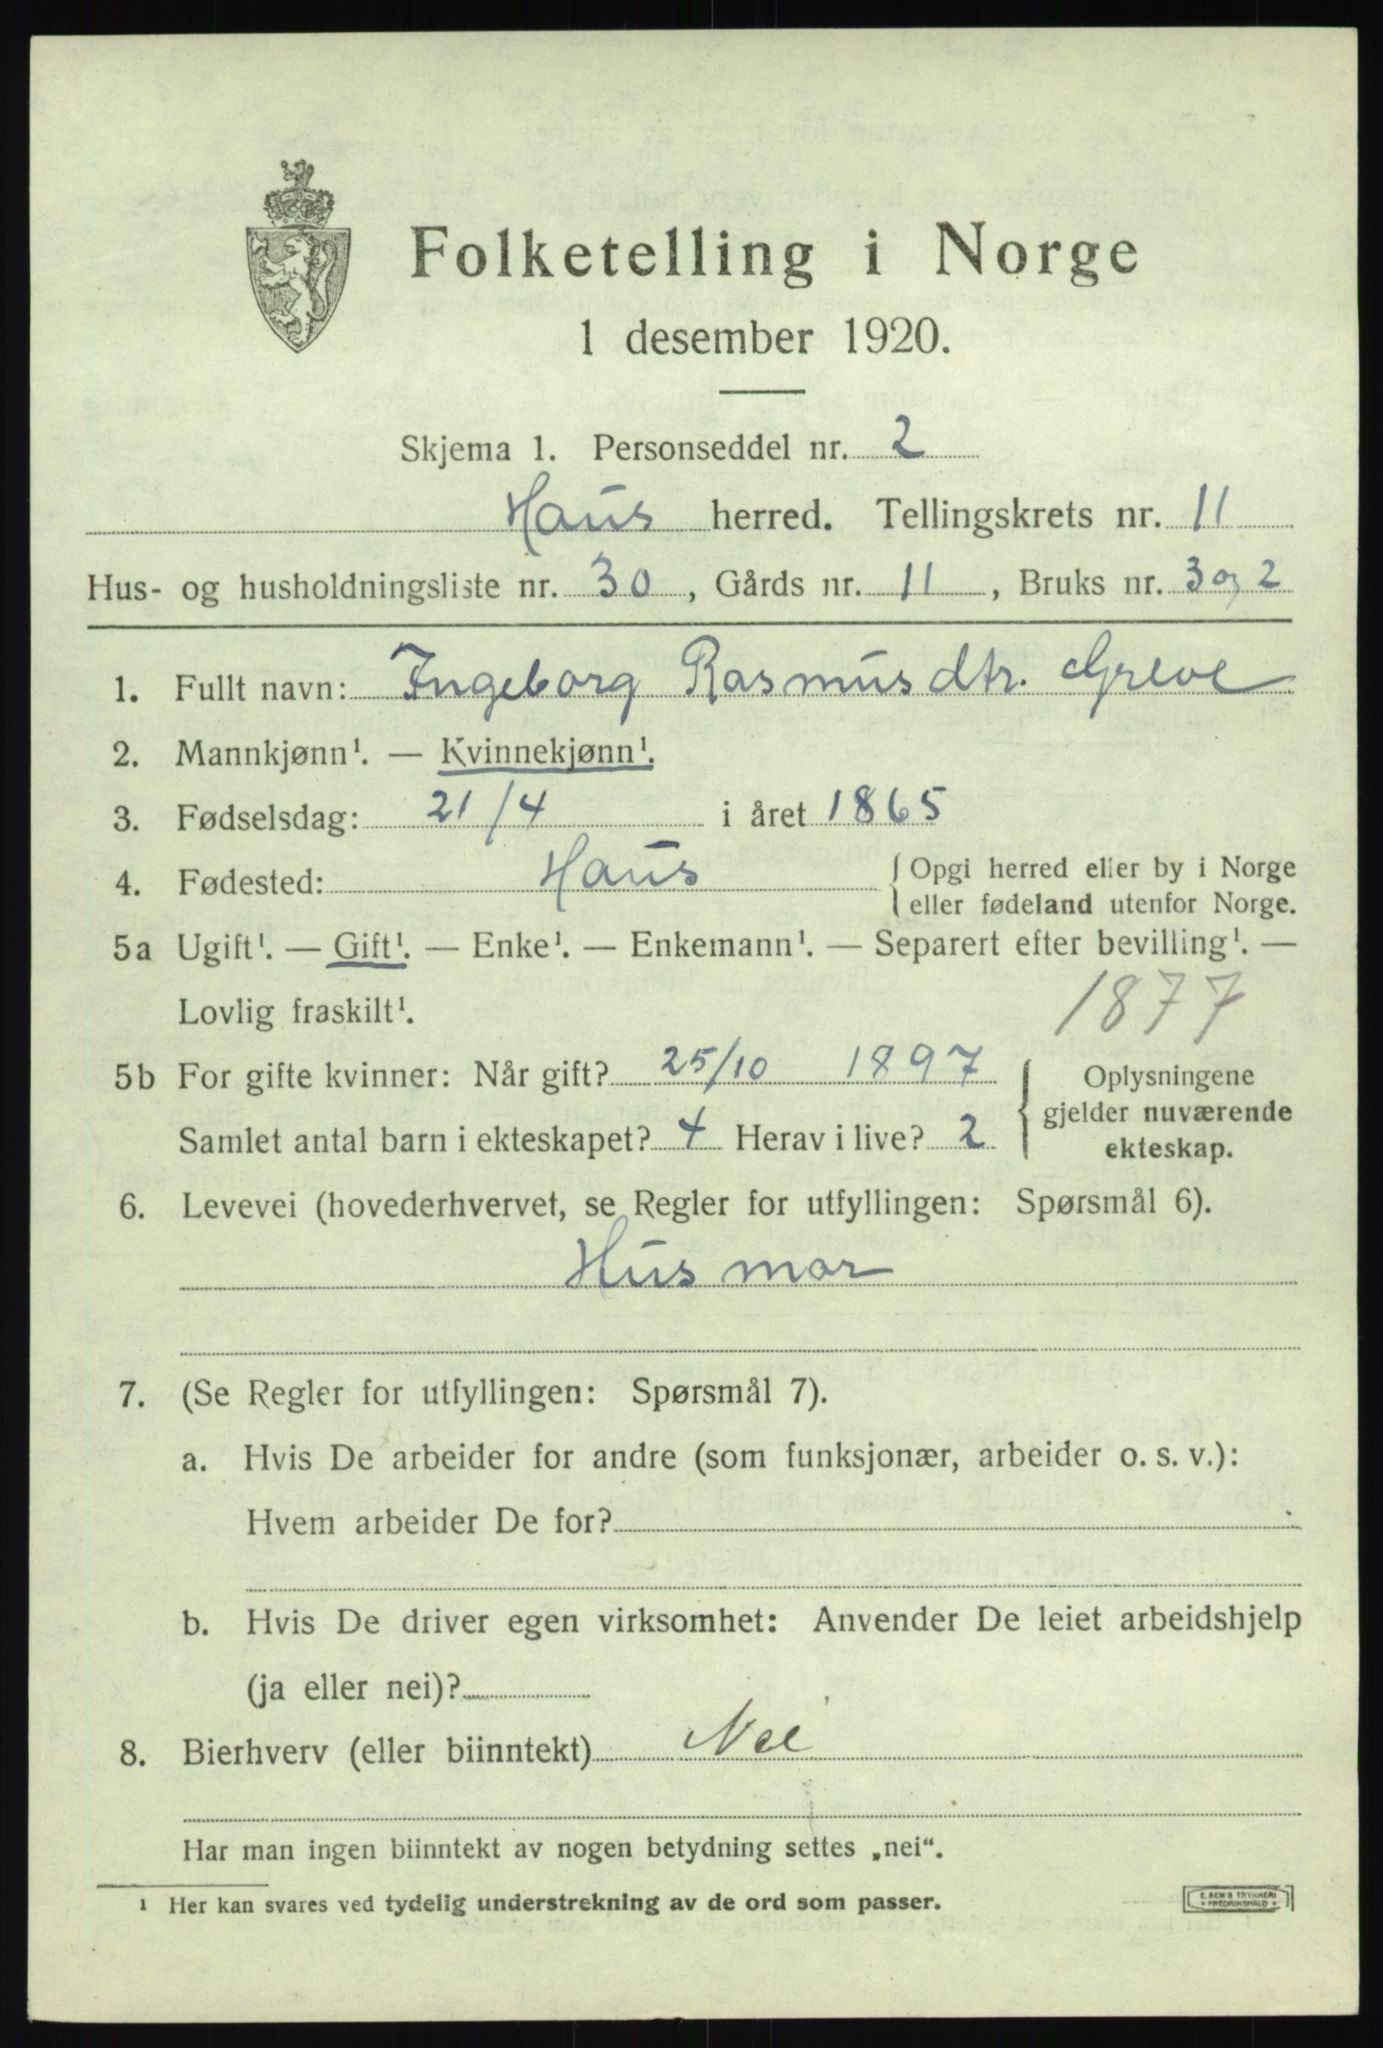 Folketelling i Norge
1 desember 1920.
Skjema 1. Personseddel nr. 2
Haus herred. Tellingskrets nr. 11
Hus- og husholdningsliste nr. 30, Gårds nr. 11, Bruks nr. 3 og 2
1. Fullt navn: Ingeborg Rasmusdtr. Greve
2. Mannkjønn¹. — Kvinnekjønn¹.
3. Fødselsdag: 21/4 i året 1865
4. Fødested: Haus { Opgi herred eller by i Norge
eller fødeland utenfor Norge.
5a Ugift¹. — Gift¹. — Enke¹. — Enkemann¹. — Separert efter bevilling¹. —
Lovlig fraskilt¹. 1877
5b For gifte kvinner: Når gift? 25/10 1897 { Oplysningene
gjelder nuværende
Samlet antal barn i ekteskapet? 4 Herav i live? 2 ekteskap.
6. Levevei (hovederhvervet, se Regler for utfyllingen: Spørsmål 6).
Husmor
7. (Se Regler for utfyllingen: Spørsmål 7).
a. Hvis De arbeider for andre (som funksjonær, arbeider o. s. v.):
Hvem arbeider De for?
b. Hvis De driver egen virksomhet: Anvender De leiet arbeidshjelp
(ja eller nei)?
8. Bierhverv (eller biinntekt) Nei
Har man ingen biinntekt av nogen betydning settes „nei“.
¹ Her kan svares ved tydelig understrekning av de ord som passer.
E. SEM'S TRYKKERI
FREDRIKSHALD